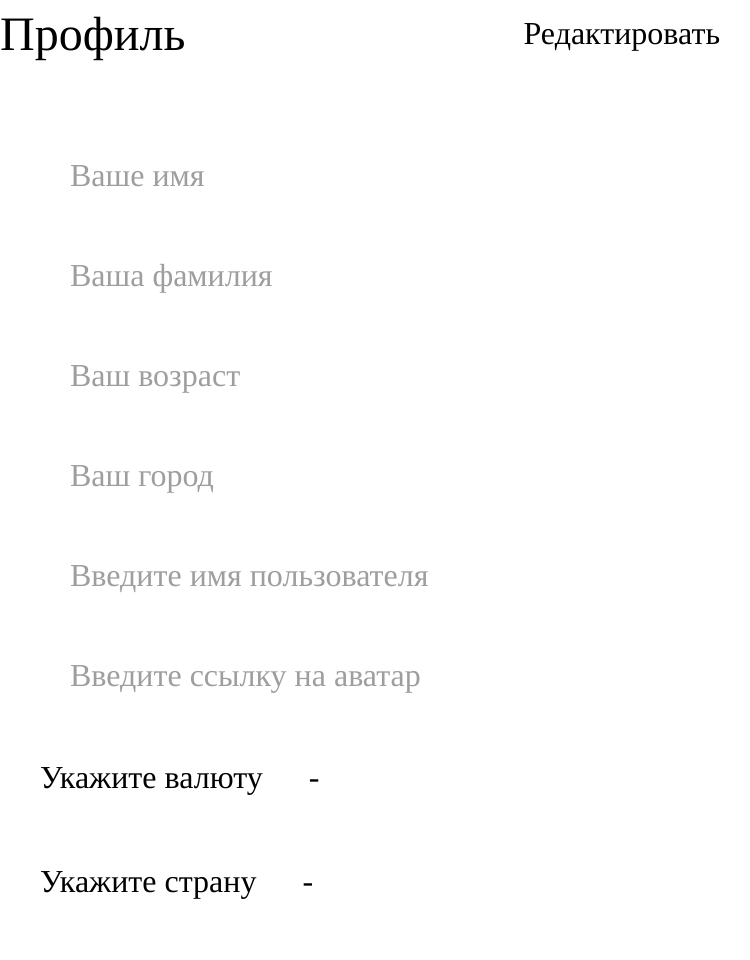 Профиль
Редактировать
Ваше имя
Ваша фамилия
Ваш возраст
Ваш город
Введите имя пользователя
Введите ссылку на аватар
Укажите валюту -
Укажите страну -